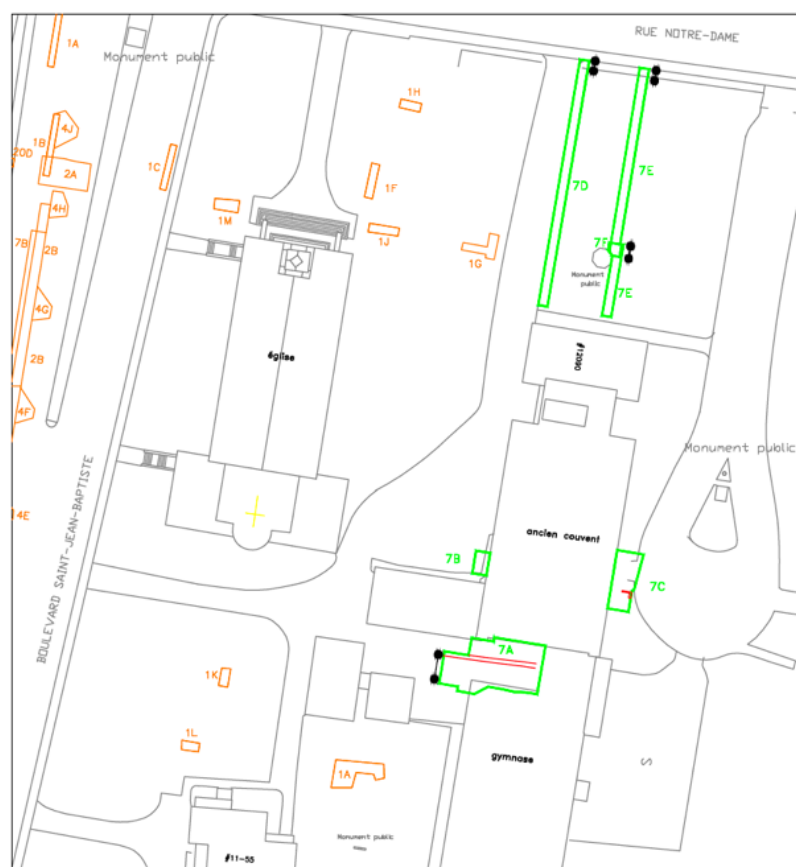 RUE NOTRE-DAME
1A
Monument public
1H
1B
4J
20D
2A
1C
1F
7D
7E
1M
4H
1J
7B
2B
1G
7F
Monument
public
7E
4G
#12090
église
2B
4F
Monument public
BOULEVARD SAINT-JEAN-BAPTISTE
14E
ancien couvent
7B
7C
7A
1K
1L
gymnase
S
1A
Monument public
#11-55